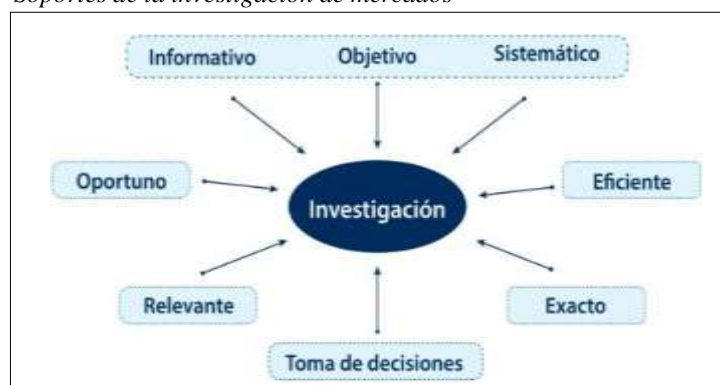 Soportes de la investigación de mercados
Informativo Objetivo Sistemático
Oportuno Eficiente
Investigación
Relevante Exacto
Toma de decisiones